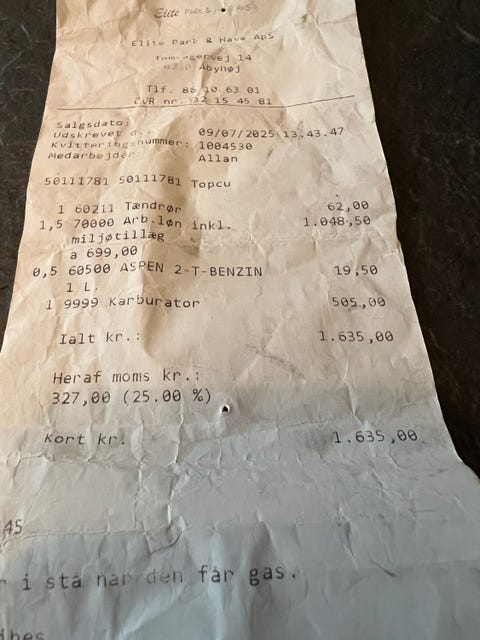 Elite PARK & HAVE APS
Elite Park & Have ApS
Tomsagervej 14
8230 Åbyhøj
Tlf. 86 10 63 01
CVR nr. 32 15 45 81
Salgsdato:
Udskrevet d.: 09/07/2025 13.43.47
Kvitteringsnummer: 1004530
Medarbejder: Allan
50111781 50111781 Topcu
1 60211 Tændrør 62,00
1,5 70000 Arb.løn inkl. 1.048,50
miljøtillæg
a 699,00
0,5 60500 ASPEN 2-T-BENZIN 19,50
1 L.
1 9999 Karburator 505,00
Ialt kr.: 1.635,00
Heraf moms kr.:
327,00 (25.00 %)
Kort kr. 1.635,00
45
i stå når den får gas.